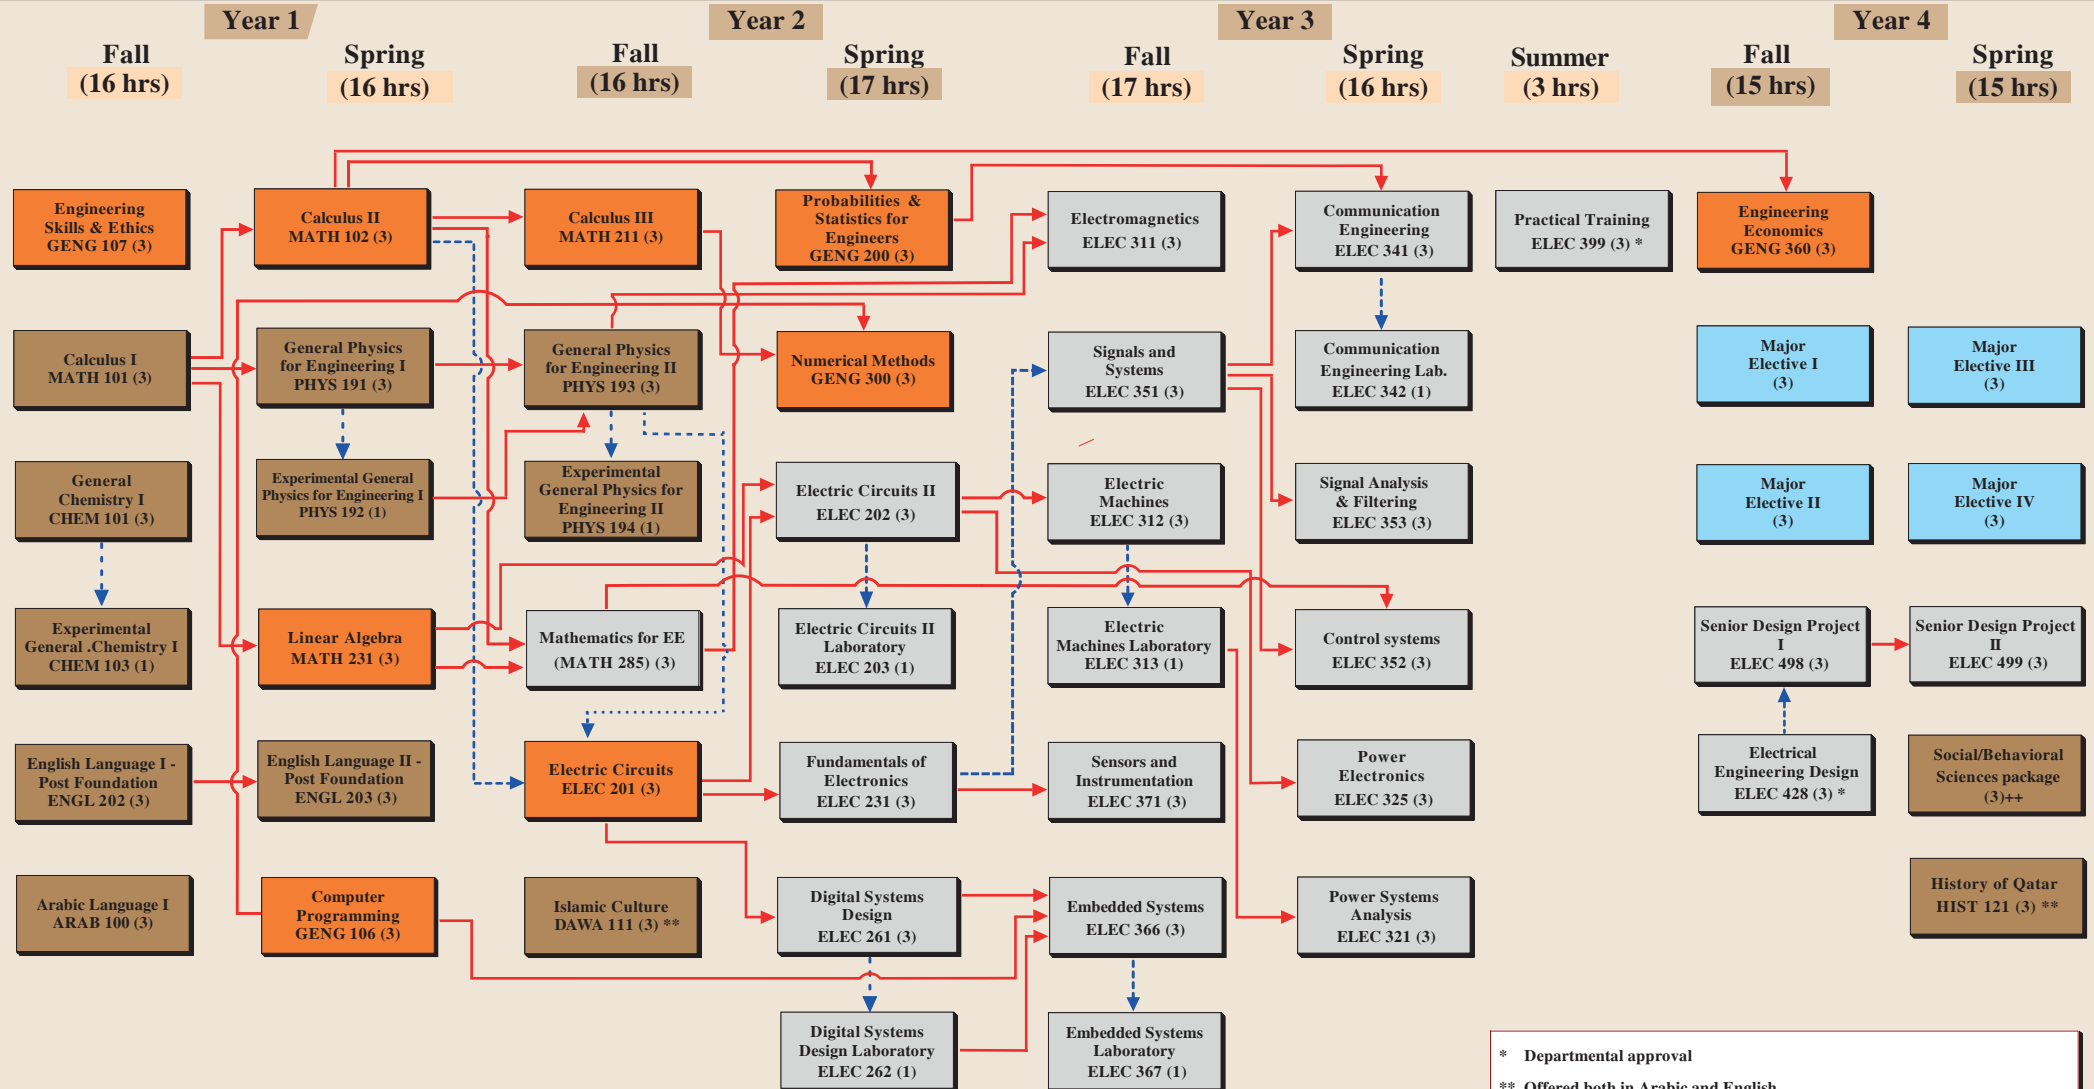 Year 1
Year 2
Year 3
Year 4
Fall
(16 hrs)
Spring
(16 hrs)
Fall
(16 hrs)
Spring
(17 hrs)
Fall
(17 hrs)
Spring
(16 hrs)
Summer
(3 hrs)
Fall
(15 hrs)
Spring
(15 hrs)
Engineering
Skills & Ethics
GENG 107 (3)
Calculus II
MATH 102 (3)
Calculus III
MATH 211 (3)
Probabilities &
Statistics for
Engineers
GENG 200 (3)
Electromagnetics
ELEC 311 (3)
Communication
Engineering
ELEC 341 (3)
Practical Training
ELEC 399 (3) *
Engineering
Economics
GENG 360 (3)
Calculus I
MATH 101 (3)
General Physics
for Engineering I
PHYS 191 (3)
General Physics
for Engineering II
PHYS 193 (3)
Numerical Methods
GENG 300 (3)
Signals and
Systems
ELEC 351 (3)
Communication
Engineering Lab.
ELEC 342 (1)
Major
Elective I
(3)
Major
Elective III
(3)
General
Chemistry I
CHEM 101 (3)
Experimental General
Physics for Engineering I
PHYS 192 (1)
Experimental
General Physics for
Engineering II
PHYS 194 (1)
Electric Circuits II
ELEC 202 (3)
Electric
Machines
ELEC 312 (3)
Signal Analysis
& Filtering
ELEC 353 (3)
Major
Elective II
(3)
Major
Elective IV
(3)
Experimental
General .Chemistry I
CHEM 103 (1)
Linear Algebra
MATH 231 (3)
Mathematics for EE
(MATH 285) (3)
Electric Circuits II
Laboratory
ELEC 203 (1)
Electric
Machines Laboratory
ELEC 313 (1)
Control systems
ELEC 352 (3)
Senior Design Project
I
ELEC 498 (3)
Senior Design Project
II
ELEC 499 (3)
English Language I -
Post Foundation
ENGL 202 (3)
English Language II -
Post Foundation
ENGL 203 (3)
Electric Circuits
ELEC 201 (3)
Fundamentals of
Electronics
ELEC 231 (3)
Sensors and
Instrumentation
ELEC 371 (3)
Power
Electronics
ELEC 325 (3)
Electrical
Engineering Design
ELEC 428 (3) *
Social/Behavioral
Sciences package
(3)++
Arabic Language I
ARAB 100 (3)
Computer
Programming
GENG 106 (3)
Islamic Culture
DAWA 111 (3) **
Digital Systems
Design
ELEC 261 (3)
Embedded Systems
ELEC 366 (3)
Power Systems
Analysis
ELEC 321 (3)
History of Qatar
HIST 121 (3) **
Digital Systems
Design Laboratory
ELEC 262 (1)
Embedded Systems
Laboratory
ELEC 367 (1)
* Departmental approval
** Offered both in Arabic and English